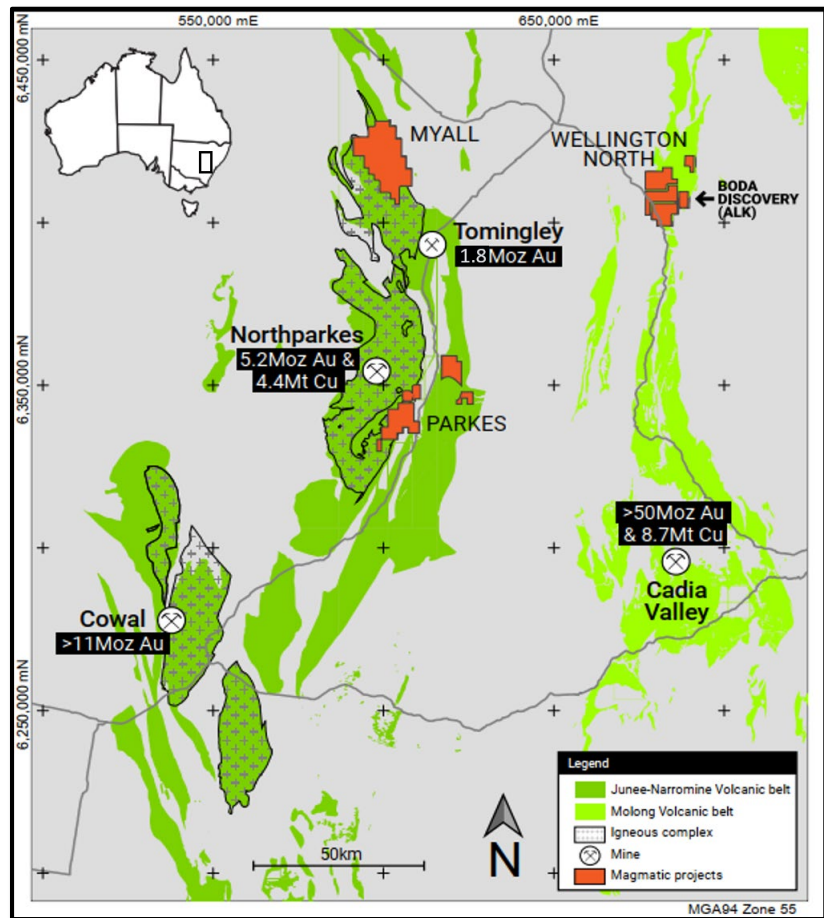 550,000 mE
650,000 mE
6,450,000 mN
MYALL
WELLINGTON
NORTH
BODA
DISCOVERY
(ALK)
Tomingley
1.8Moz Au
Northparkes
5.2Moz Au &
4.4Mt Cu
6,350,000 mN
PARKES
>50Moz Au
& 8.7Mt Cu
Cadia
Valley
Cowal
>11Moz Au
6,250,000 mN
Legend
Junee-Narromine Volcanic belt
Molong Volcanic belt
Igneous complex
Mine
Magmatic projects
N
50km
MGA94 Zone 55